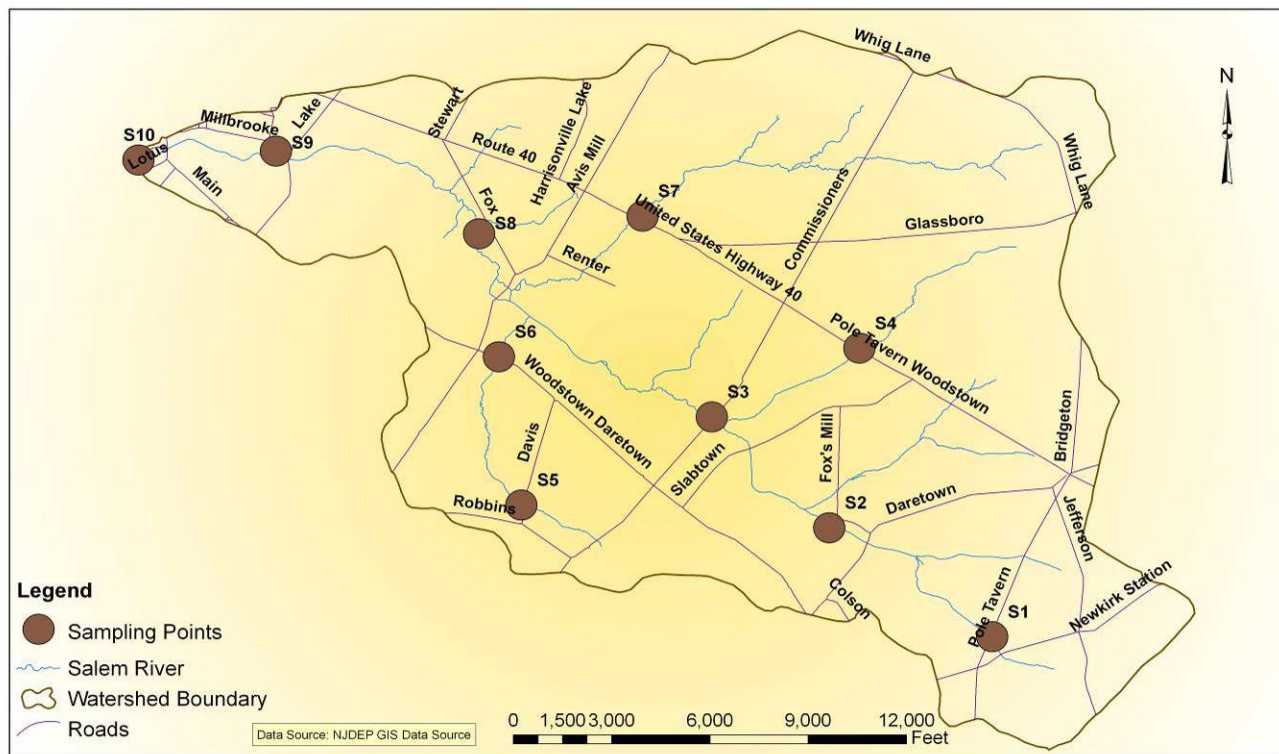 Whig Lane
N
Lake
Millbrooke
S10
Lotus
S9
Main
Stewart
Route 40
Harrisonville Lake
Avis Mill
Fox
S8
S7
United States Highway 40
Commissioners
Whig Lane
Glassboro
Renter
S6
S4
Pole Tavern Woodstown
Woodstown Daretown
S3
Davis
Slabtown
Fox's Mill
Bridgeton
S5
Robbins
S2
Daretown
Jefferson
Colson
Pole Tavern
S1
Newkirk Station
Legend
Sampling Points
Salem River
Watershed Boundary
Roads
Data Source: NJDEP GIS Data Source
0 1,500 3,000 6,000 9,000 12,000
Feet